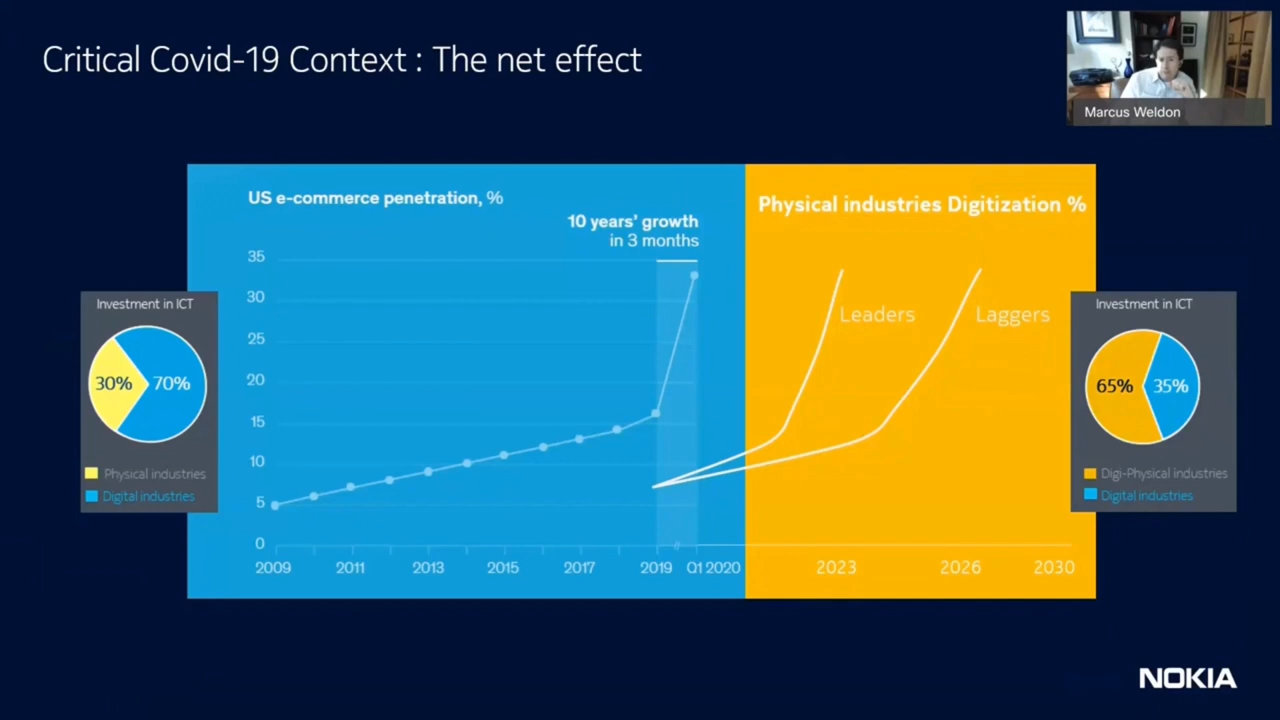 Critical Covid-19 Context : The net effect
Marcus Weldon
US e-commerce penetration, %
10 years' growth
in 3 months
35
30
25
20
15
10
5
0
2009
2011
2013
2015
2017
2019
Q1 2020
Physical industries Digitization %
Leaders
Laggers
2023
2026
2030
Investment in ICT
30%
70%
Physical industries
Digital industries
Investment in ICT
65%
35%
Digi-Physical industries
Digital industries
NOKIA